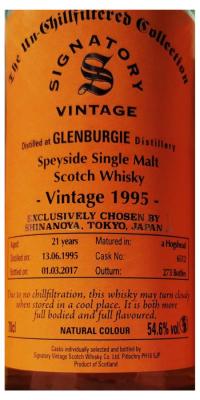 The Un-Chillfiltered Collection
SIGNATORY
S
VINTAGE
Distilled at GLENBURGIE Distillery
Speyside Single Malt
Scotch Whisky
- Vintage 1995 -
EXCLUSIVELY CHOSEN BY
SHINANOYA, TOKYO, JAPAN
Aged: 21 years Matured in: a Hogshead
Distilled on: 13.06.1995 Cask No:
Bottled on: 01.03.2017 Outturn: 273 Bottles
Due to no chillfiltration, this whisky may turn cloudy
when stored in a cool place. It is both more
full bodied and full flavoured.
70cl NATURAL COLOUR 54.6% vol
Casks individually selected and bottled by
Signatory Vintage Scotch Whisky Co. Ltd. Pitlochry PH16 5JP
Product of Scotland